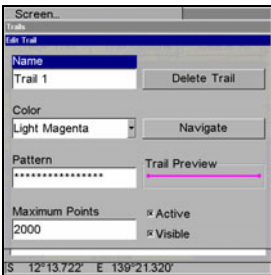 Screen...
Trails
Edit Trail
Name
Trail 1
Delete Trail
Color
Light Magenta
Navigate
Pattern
Trail Preview
****************
Maximum Points
Active
2000
Visible
S 12°13.722' E 139°21.320'